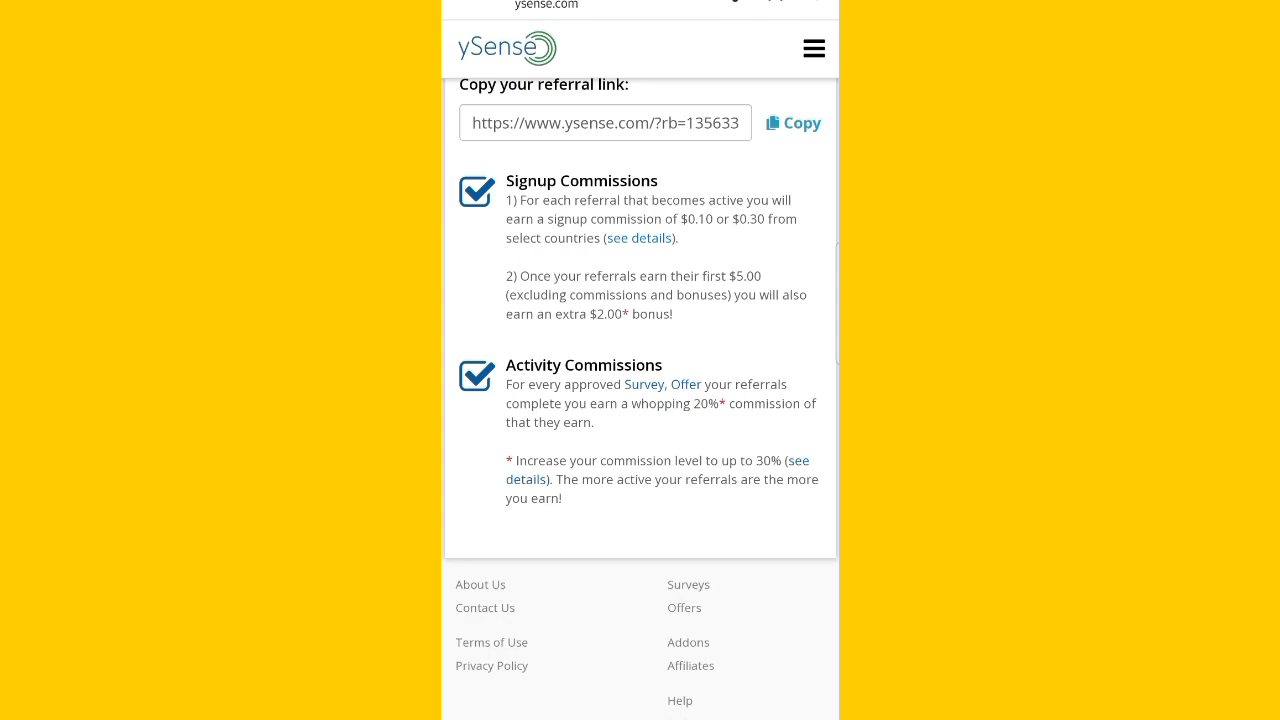 ysense.com
ySense
Copy your referral link:
https://www.ysense.com/?rb=135633
Copy
Signup Commissions
1) For each referral that becomes active you will
earn a signup commission of $0.10 or $0.30 from
select countries (see details).
2) Once your referrals earn their first $5.00
(excluding commissions and bonuses) you will also
earn an extra $2.00* bonus!
Activity Commissions
For every approved Survey, Offer your referrals
complete you earn a whopping 20%* commission of
that they earn.
* Increase your commission level to up to 30% (see
details). The more active your referrals are the more
you earn!
About Us
Contact Us
Terms of Use
Privacy Policy
Surveys
Offers
Addons
Affiliates
Help